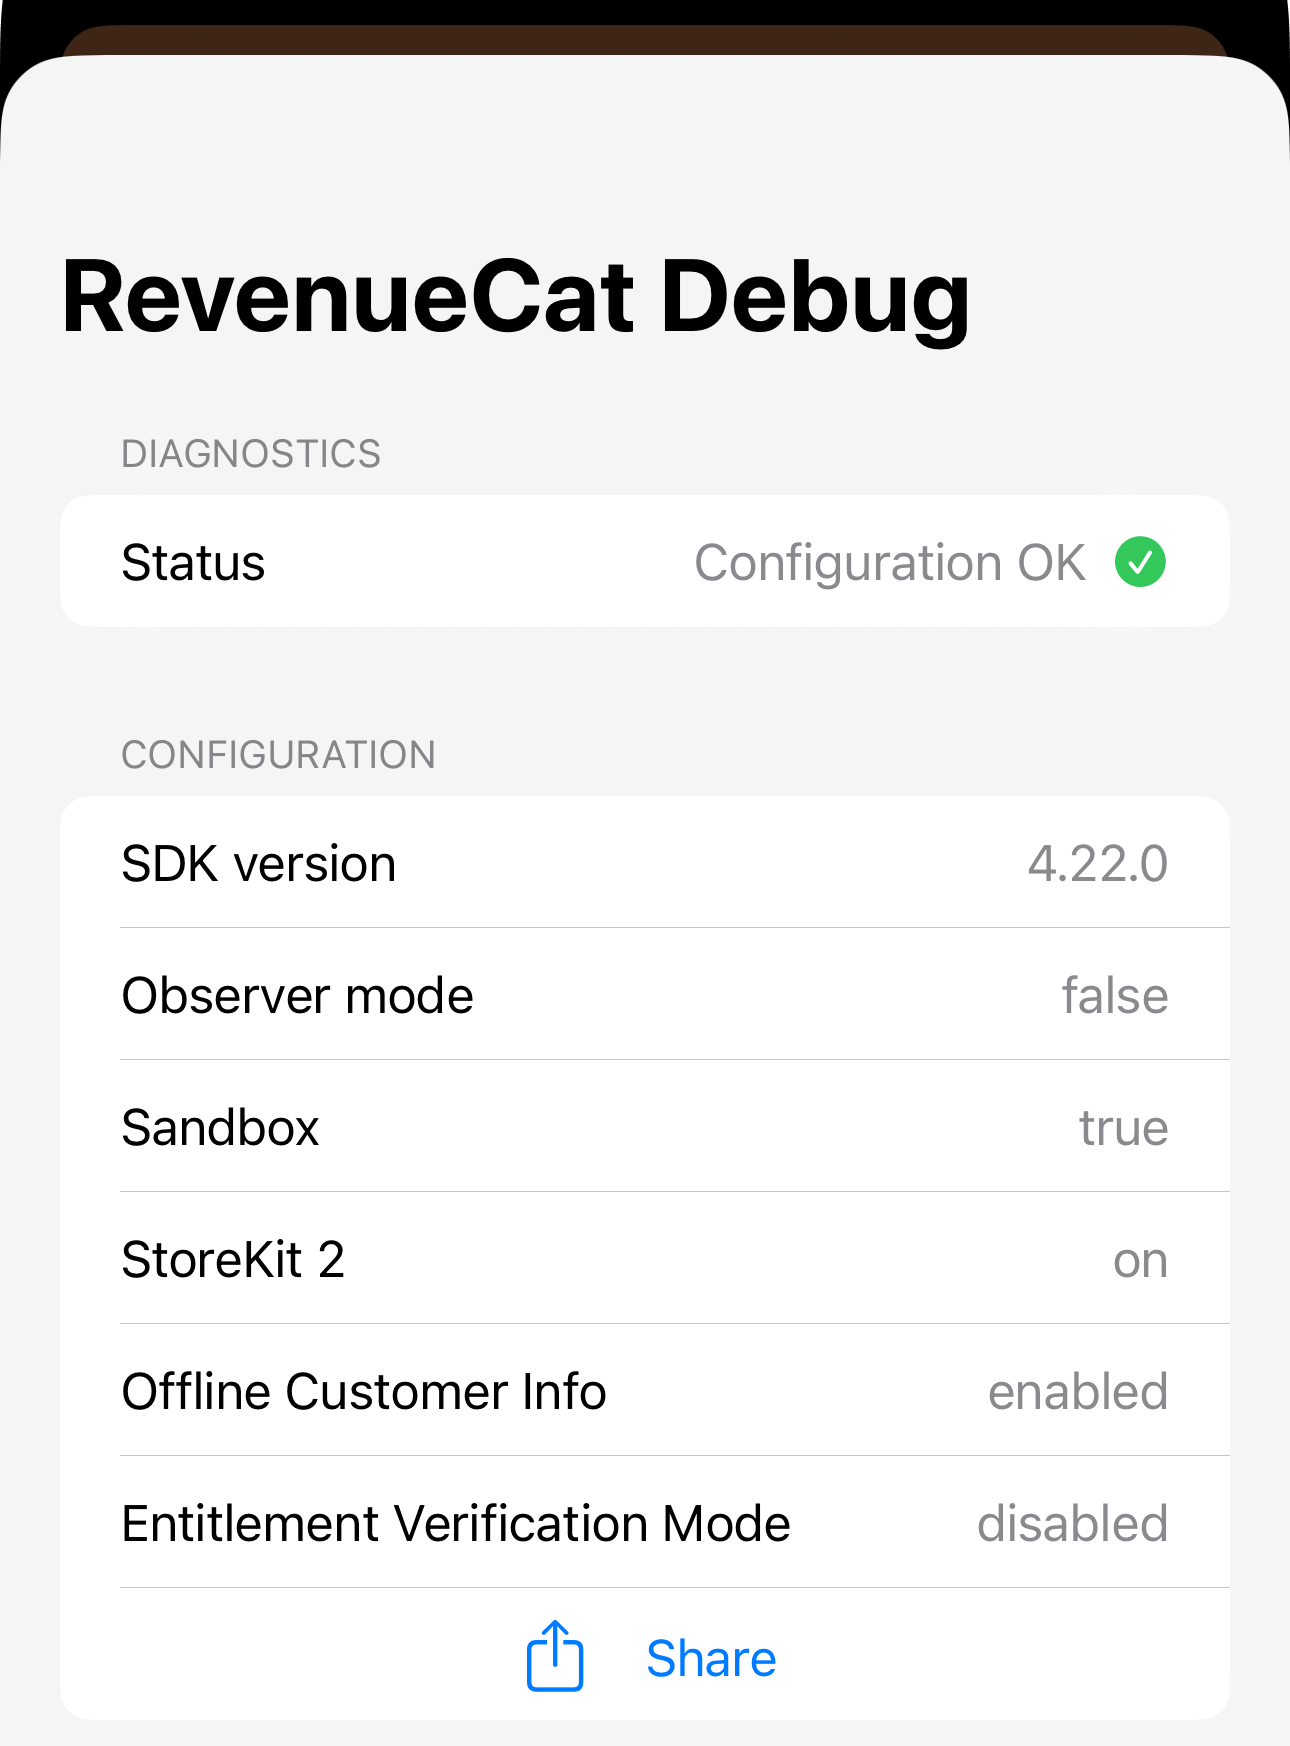 RevenueCat Debug
DIAGNOSTICS
Status Configuration OK
CONFIGURATION
SDK version 4.22.0
Observer mode false
Sandbox true
StoreKit 2 on
Offline Customer Info enabled
Entitlement Verification Mode disabled
Share